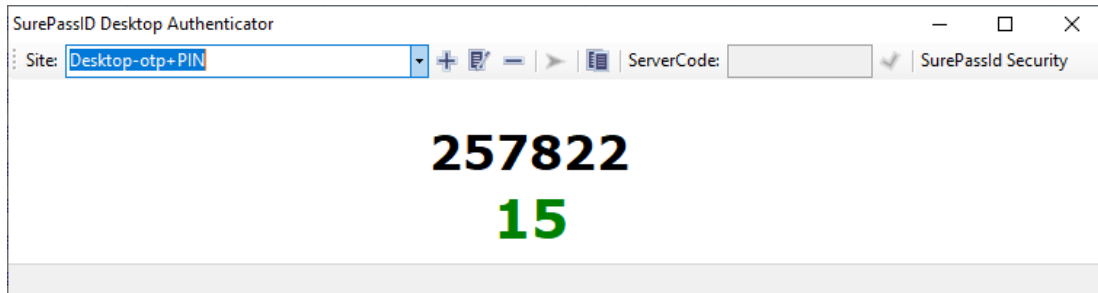 SurePassID Desktop Authenticator
Site: Desktop-otp+PIN ServerCode: SurePassId Security
257822
15